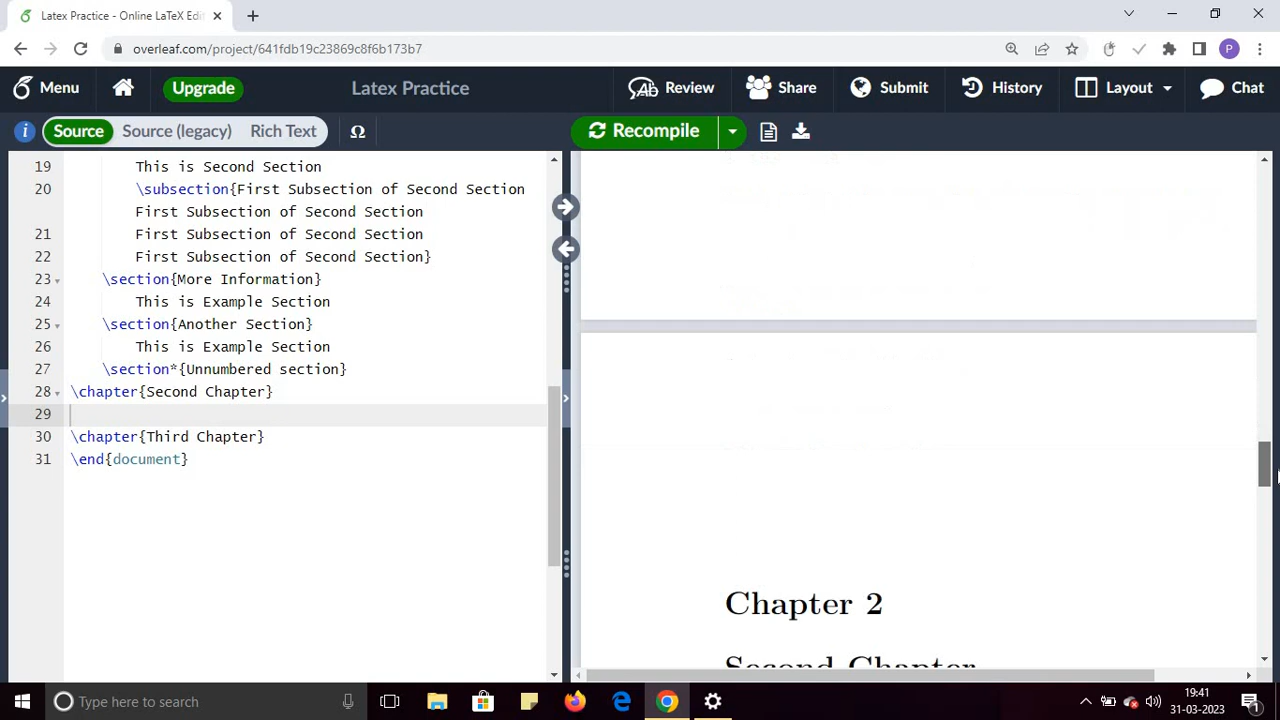 Latex Practice - Online LaTeX Edi
overleaf.com/project/641fdb19c23869c8f6b173b7
P
Menu
Upgrade
Latex Practice
Review
Share
Submit
History
Layout
Chat
i
Source
Source (legacy)
Rich Text
Ω
Recompile
19 This is Second Section
20 \subsection{First Subsection of Second Section
First Subsection of Second Section
21 First Subsection of Second Section
22 First Subsection of Second Section}
23 \section{More Information}
24 This is Example Section
25 \section{Another Section}
26 This is Example Section
27 \section*{Unnumbered section}
28 \chapter{Second Chapter}
29
30 \chapter{Third Chapter}
31 \end{document}
Chapter 2
Second Chapter
Type here to search
19:41
31-03-2023
1